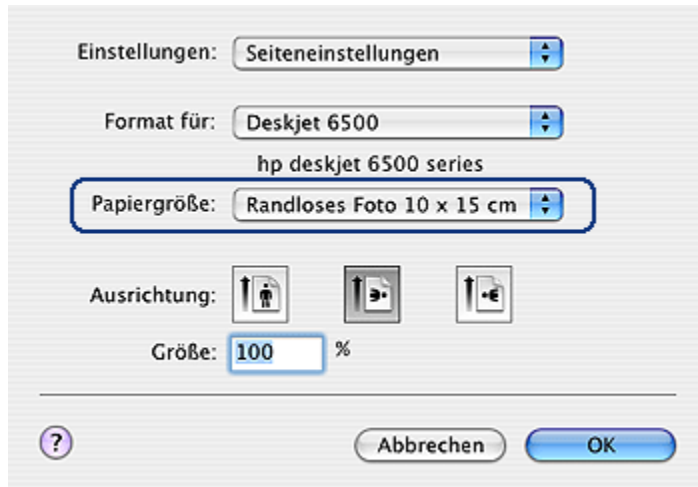 Einstellungen: Seiteneinstellungen
Format für: Deskjet 6500
hp deskjet 6500 series
Papiergröße: Randloses Foto 10 x 15 cm
Ausrichtung:
Größe: 100 %
? Abbrechen OK